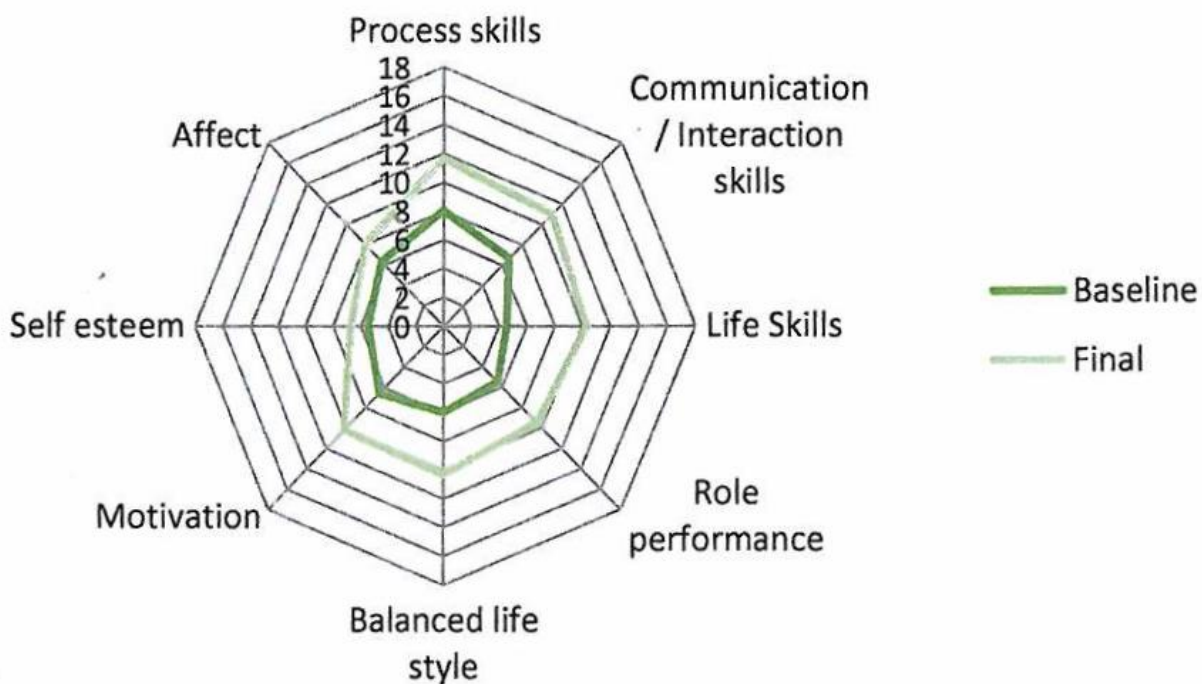 Process skills
18
16
14
12
10
8
6
4
2
0
Communication
/ Interaction
skills
Life Skills
Role
performance
Balanced life
style
Motivation
Self esteem
Affect
Baseline
Final